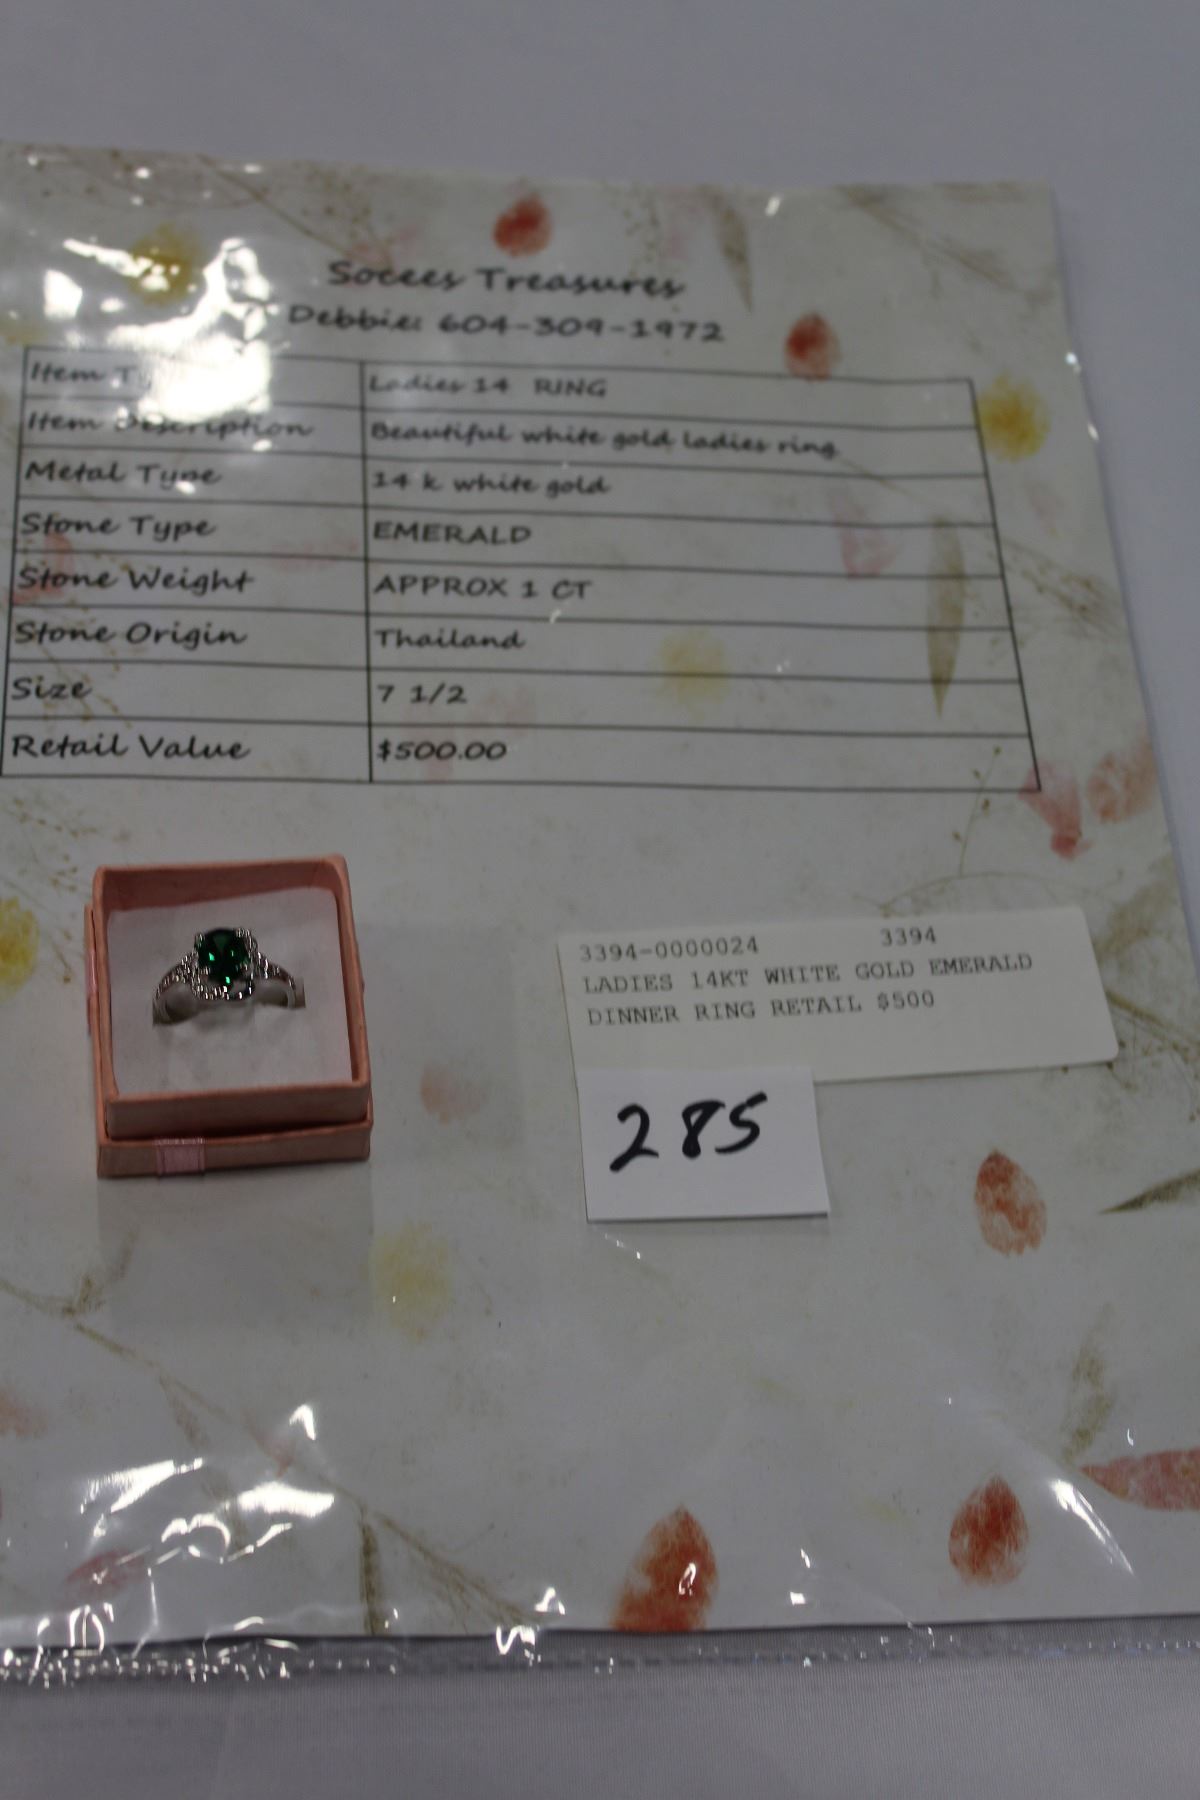 Socees Treasures
Debbie: 604-309-1972
Item Ladies 14 RING
Item Description Beautiful white gold ladies ring
Metal Type 14 k white gold
Stone Type EMERALD
Stone Weight APPROX 1 CT
Stone Origin Thailand
Size 7 1/2
Retail Value $500.00
3394-0000024 3394
LADIES 14KT WHITE GOLD EMERALD
DINNER RING RETAIL $500
285